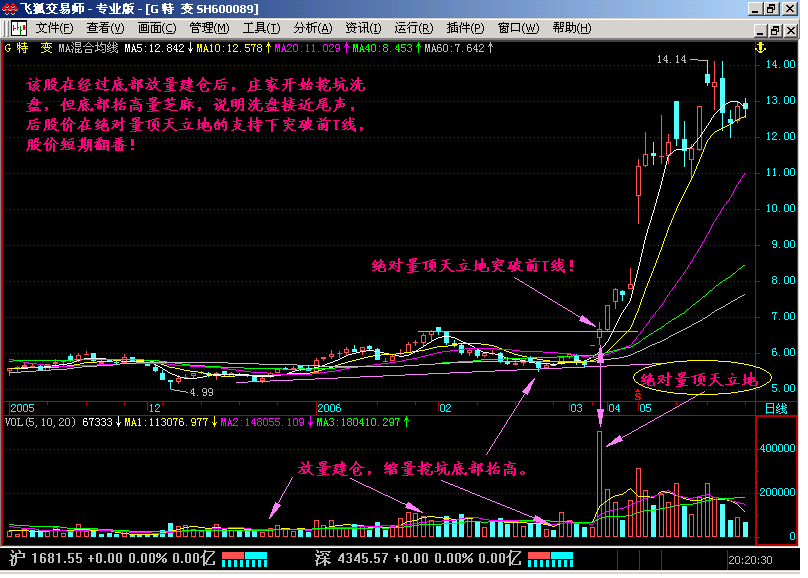 飞狐交易师 - 专业版 - [G 特 变 SH600089]
文件(F) 查看(V) 画面(C) 管理(M) 工具(T) 分析(A) 资讯(I) 运行(R) 插件(P) 窗口(W) 帮助(H)
G 特 变 MA混合均线 MA5:12.842↓ MA10:12.578↑ MA20:11.029↑ MA40:8.453↑ MA60:7.642↑
14.14
14.00
该股在经过底部放量建仓后，庄家开始挖坑洗
盘，但底部抬高量芝麻，说明洗盘接近尾声，
后股价在绝对量顶天立地的支持下突破前T线，
股价短期翻番！
13.00
12.00
11.00
10.00
9.00
绝对量顶天立地突破前T线！
8.00
7.00
6.00
绝对量顶天立地
5.00
4.99
2005 12 2006 02 03 04 05 日线
VOL(5,10,20) 67333↓ MA1:113076.977↓ MA2:148055.109↓ MA3:180410.297↑
400000
放量建仓，缩量挖坑底部抬高。
200000
0
沪 1681.55 +0.00 0.00% 0.00亿 深 4345.57 +0.00 0.00% 0.00亿 20:20:30